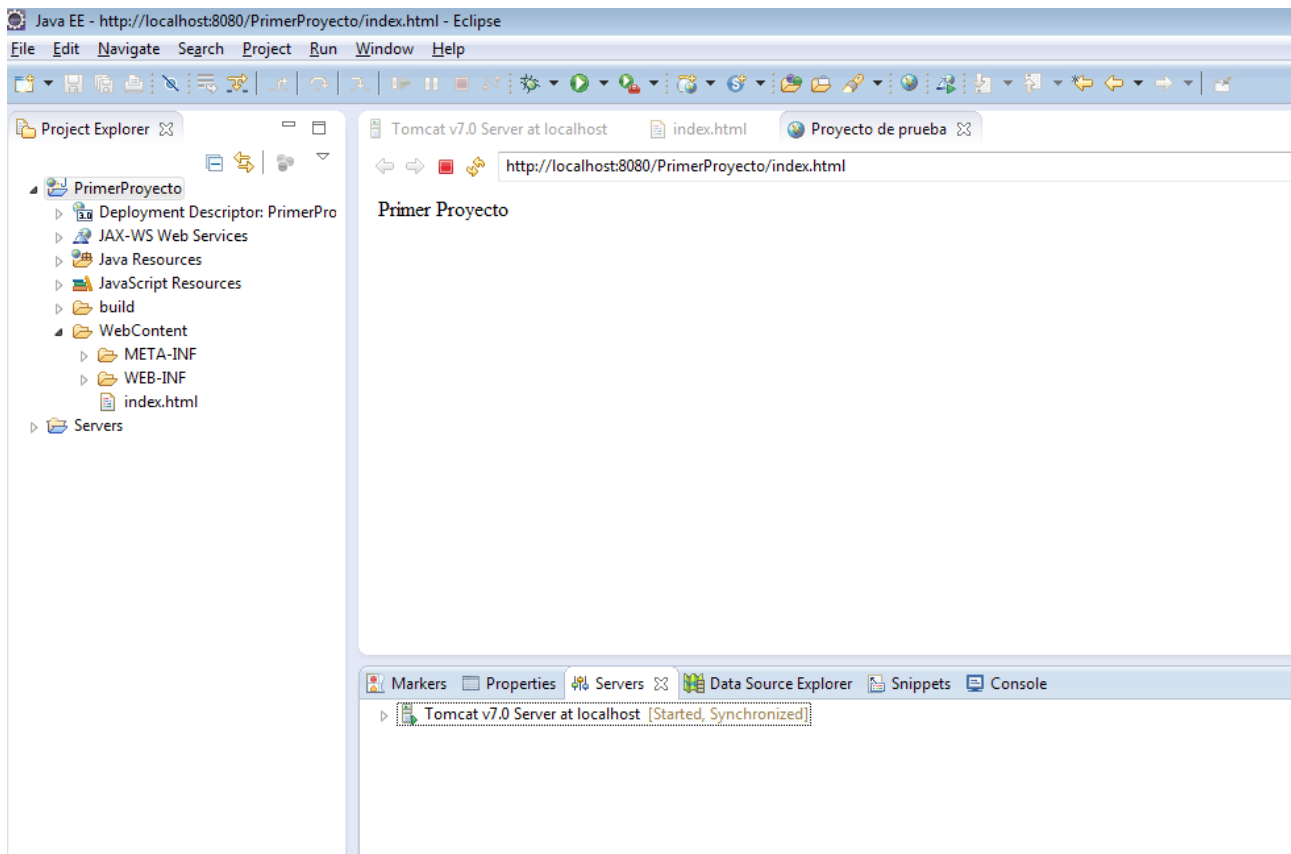 Java EE - http://localhost:8080/PrimerProyecto/index.html - Eclipse
File Edit Navigate Search Project Run Window Help
Project Explorer
PrimerProyecto
3.0 Deployment Descriptor: PrimerPro
JAX-WS Web Services
Java Resources
JavaScript Resources
build
WebContent
META-INF
WEB-INF
index.html
Servers
Tomcat v7.0 Server at localhost index.html Proyecto de prueba
http://localhost:8080/PrimerProyecto/index.html
Primer Proyecto
Markers Properties Servers Data Source Explorer Snippets Console
Tomcat v7.0 Server at localhost [Started, Synchronized]